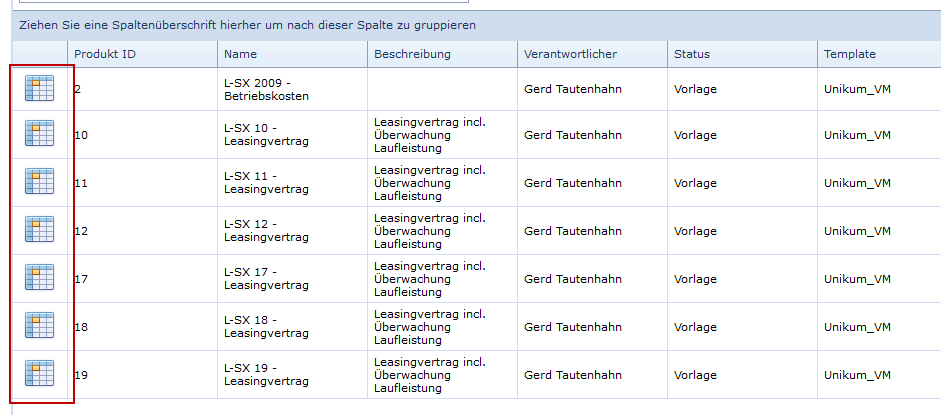 Ziehen Sie eine Spaltenüberschrift hierher um nach dieser Spalte zu gruppieren
Produkt ID Name Beschreibung Verantwortlicher Status Template
2 L-SX 2009 - Betriebskosten Gerd Tautenhahn Vorlage Unikum_VM
10 L-SX 10 - Leasingvertrag Leasingvertrag incl. Überwachung Laufleistung Gerd Tautenhahn Vorlage Unikum_VM
11 L-SX 11 - Leasingvertrag Leasingvertrag incl. Überwachung Laufleistung Gerd Tautenhahn Vorlage Unikum_VM
12 L-SX 12 - Leasingvertrag Leasingvertrag incl. Überwachung Laufleistung Gerd Tautenhahn Vorlage Unikum_VM
17 L-SX 17 - Leasingvertrag Leasingvertrag incl. Überwachung Laufleistung Gerd Tautenhahn Vorlage Unikum_VM
18 L-SX 18 - Leasingvertrag Leasingvertrag incl. Überwachung Laufleistung Gerd Tautenhahn Vorlage Unikum_VM
19 L-SX 19 - Leasingvertrag Leasingvertrag incl. Überwachung Laufleistung Gerd Tautenhahn Vorlage Unikum_VM